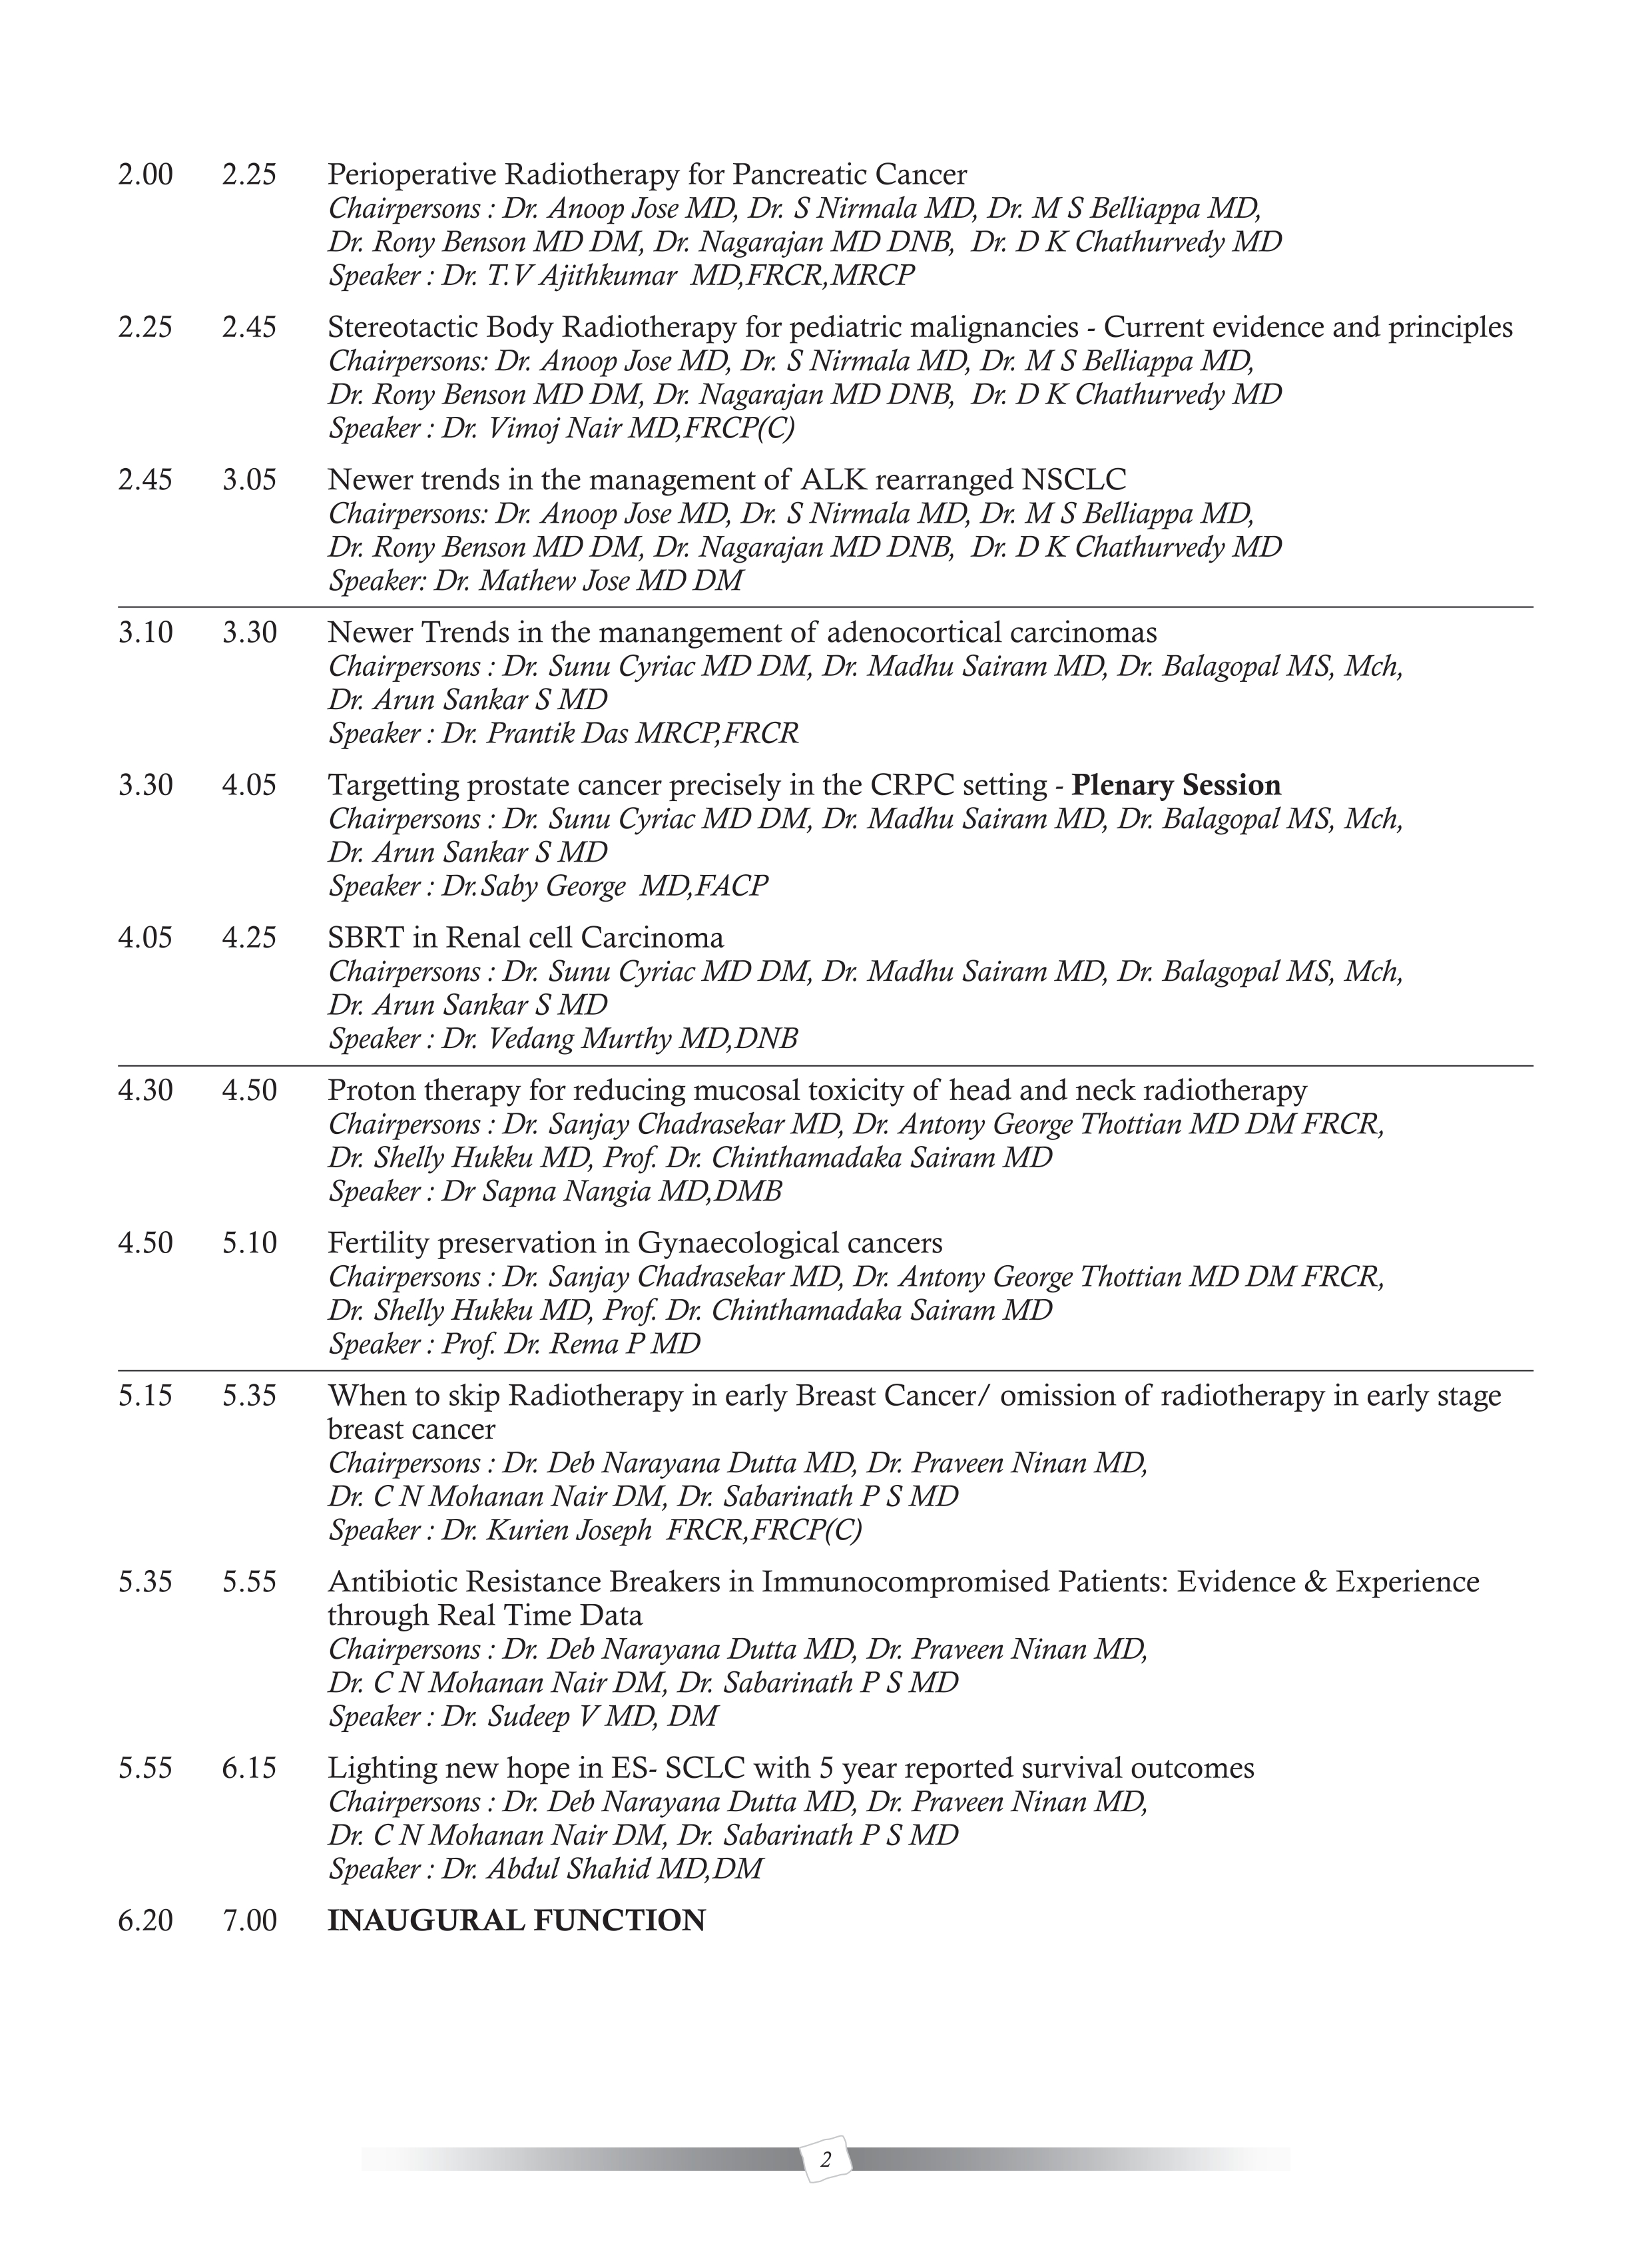 2.00 2.25 Perioperative Radiotherapy for Pancreatic Cancer
Chairpersons : Dr. Anoop Jose MD, Dr. S Nirmala MD, Dr. M S Belliappa MD,
Dr. Rony Benson MD DM, Dr. Nagarajan MD DNB, Dr. D K Chathurvedy MD
Speaker : Dr. T.V Ajithkumar MD,FRCR,MRCP
2.25 2.45 Stereotactic Body Radiotherapy for pediatric malignancies - Current evidence and principles
Chairpersons: Dr. Anoop Jose MD, Dr. S Nirmala MD, Dr. M S Belliappa MD,
Dr. Rony Benson MD DM, Dr. Nagarajan MD DNB, Dr. D K Chathurvedy MD
Speaker : Dr. Vimoj Nair MD,FRCP(C)
2.45 3.05 Newer trends in the management of ALK rearranged NSCLC
Chairpersons: Dr. Anoop Jose MD, Dr. S Nirmala MD, Dr. M S Belliappa MD,
Dr. Rony Benson MD DM, Dr. Nagarajan MD DNB, Dr. D K Chathurvedy MD
Speaker: Dr. Mathew Jose MD DM
3.10 3.30 Newer Trends in the manangement of adenocortical carcinomas
Chairpersons : Dr. Sunu Cyriac MD DM, Dr. Madhu Sairam MD, Dr. Balagopal MS, Mch,
Dr. Arun Sankar S MD
Speaker : Dr. Prantik Das MRCP,FRCR
3.30 4.05 Targetting prostate cancer precisely in the CRPC setting - Plenary Session
Chairpersons : Dr. Sunu Cyriac MD DM, Dr. Madhu Sairam MD, Dr. Balagopal MS, Mch,
Dr. Arun Sankar S MD
Speaker : Dr.Saby George MD,FACP
4.05 4.25 SBRT in Renal cell Carcinoma
Chairpersons : Dr. Sunu Cyriac MD DM, Dr. Madhu Sairam MD, Dr. Balagopal MS, Mch,
Dr. Arun Sankar S MD
Speaker : Dr. Vedang Murthy MD,DNB
4.30 4.50 Proton therapy for reducing mucosal toxicity of head and neck radiotherapy
Chairpersons : Dr. Sanjay Chadrasekar MD, Dr. Antony George Thottian MD DM FRCR,
Dr. Shelly Hukku MD, Prof. Dr. Chinthamadaka Sairam MD
Speaker : Dr Sapna Nangia MD,DMB
4.50 5.10 Fertility preservation in Gynaecological cancers
Chairpersons : Dr. Sanjay Chadrasekar MD, Dr. Antony George Thottian MD DM FRCR,
Dr. Shelly Hukku MD, Prof. Dr. Chinthamadaka Sairam MD
Speaker : Prof. Dr. Rema P MD
5.15 5.35 When to skip Radiotherapy in early Breast Cancer/ omission of radiotherapy in early stage
breast cancer
Chairpersons : Dr. Deb Narayana Dutta MD, Dr. Praveen Ninan MD,
Dr. C N Mohanan Nair DM, Dr. Sabarinath P S MD
Speaker : Dr. Kurien Joseph FRCR,FRCP(C)
5.35 5.55 Antibiotic Resistance Breakers in Immunocompromised Patients: Evidence & Experience
through Real Time Data
Chairpersons : Dr. Deb Narayana Dutta MD, Dr. Praveen Ninan MD,
Dr. C N Mohanan Nair DM, Dr. Sabarinath P S MD
Speaker : Dr. Sudeep V MD, DM
5.55 6.15 Lighting new hope in ES- SCLC with 5 year reported survival outcomes
Chairpersons : Dr. Deb Narayana Dutta MD, Dr. Praveen Ninan MD,
Dr. C N Mohanan Nair DM, Dr. Sabarinath P S MD
Speaker : Dr. Abdul Shahid MD,DM
6.20 7.00 INAUGURAL FUNCTION
2